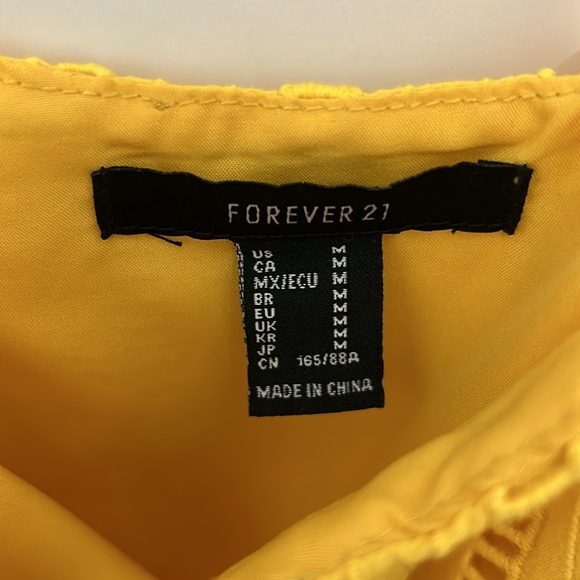 FOREVER 21
US M
CA M
MX/ECU M
BR M
EU M
UK M
KR M
JP M
CN 165/88A
MADE IN CHINA